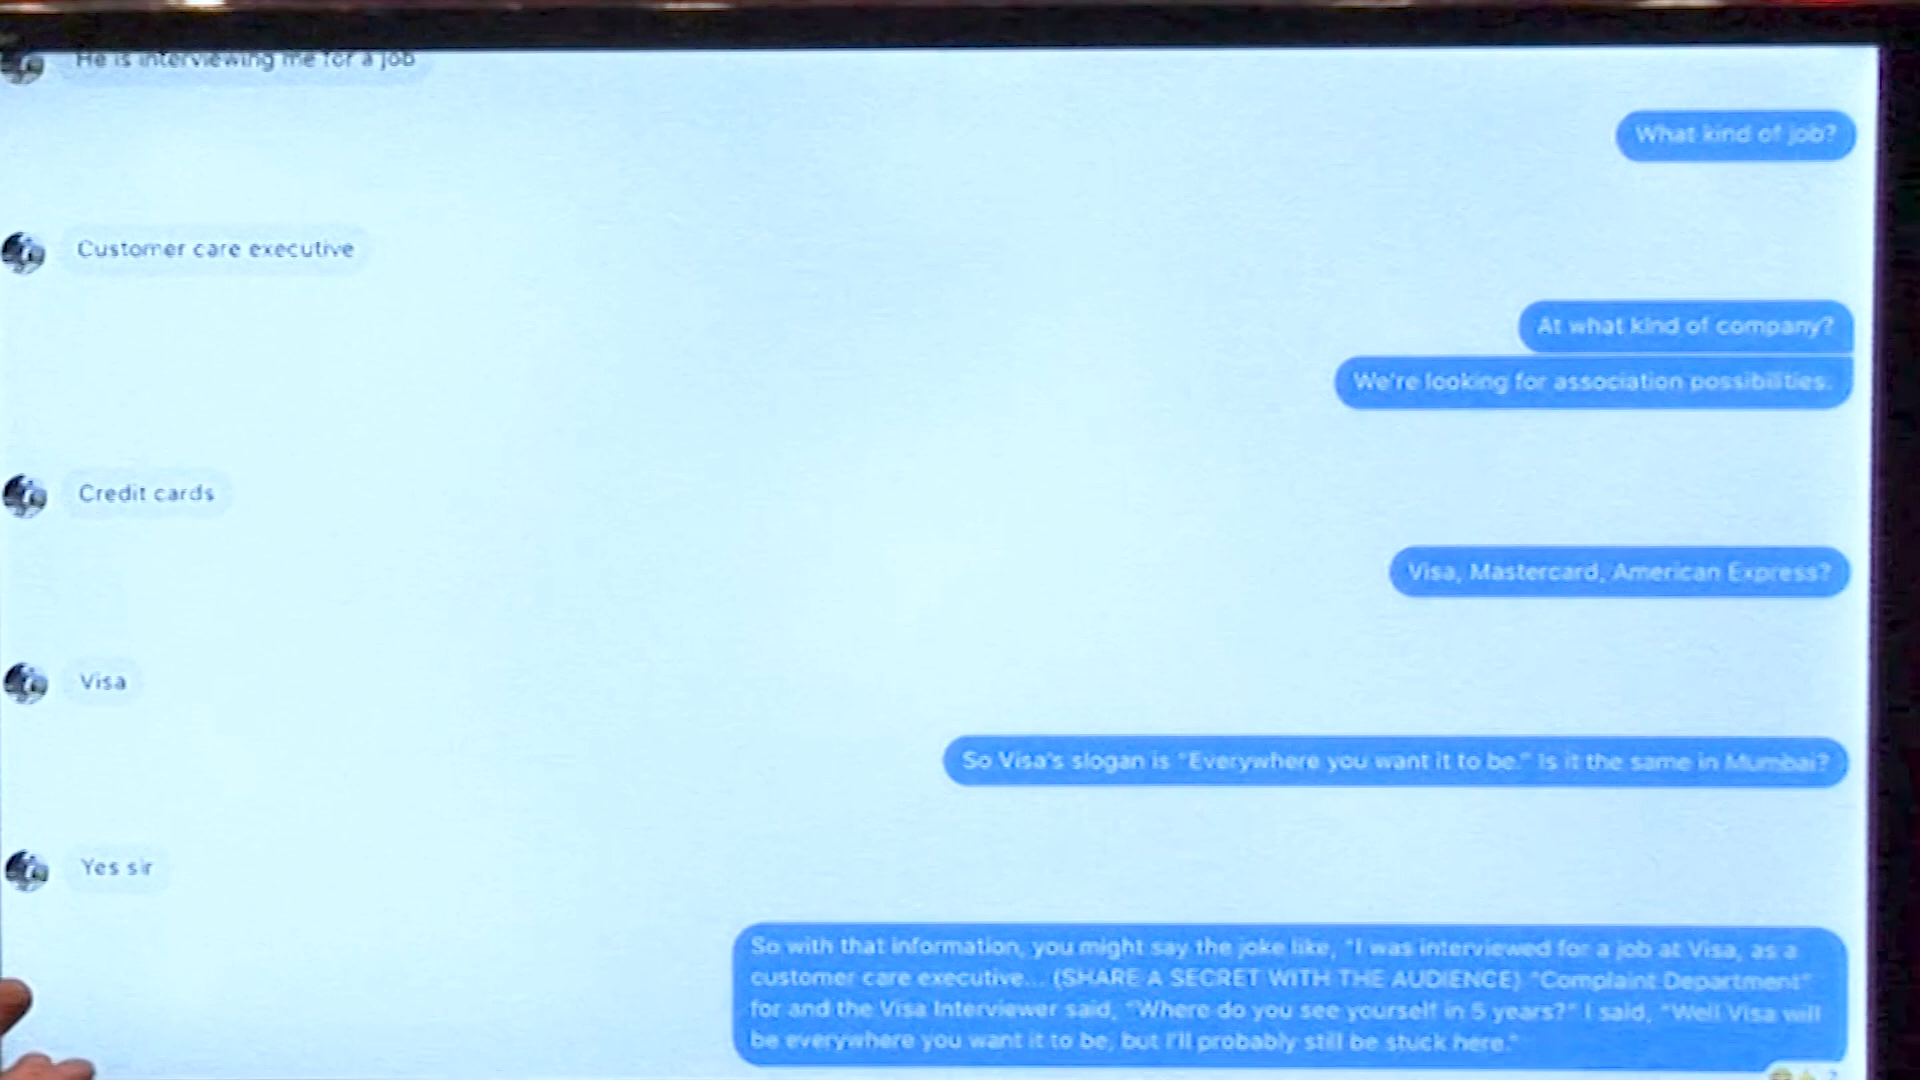 He is interviewing me for a job
What kind of job?
Customer care executive
At what kind of company?
We're looking for association possibilities.
Credit cards
Visa, Mastercard, American Express?
Visa
So Visa's slogan is "Everywhere you want it to be." Is it the same in Mumbai?
Yes sir
So with that information, you might say the joke like, "I was interviewed for a job at Visa, as a
customer care executive... (SHARE A SECRET WITH THE AUDIENCE) "Complaint Department"
for and the Visa Interviewer said, "Where do you see yourself in 5 years?" I said, "Well Visa will
be everywhere you want it to be, but I'll probably still be stuck here."